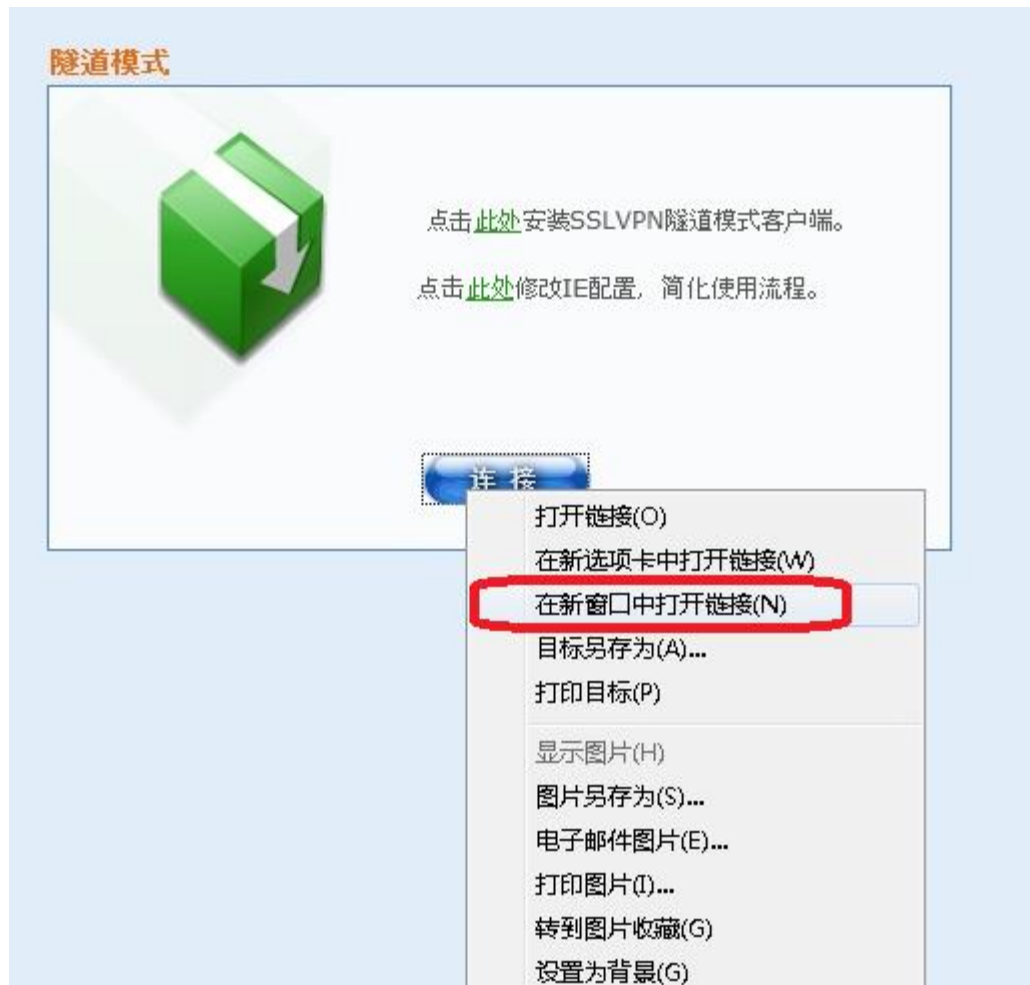 隧道模式
点击此处安装SSLVPN隧道模式客户端。
点击此处修改IE配置，简化使用流程。
连 接
打开链接(O)
在新选项卡中打开链接(W)
在新窗口中打开链接(N)
目标另存为(A)...
打印目标(P)
显示图片(H)
图片另存为(S)...
电子邮件图片(E)...
打印图片(I)...
转到图片收藏(G)
设置为背景(G)